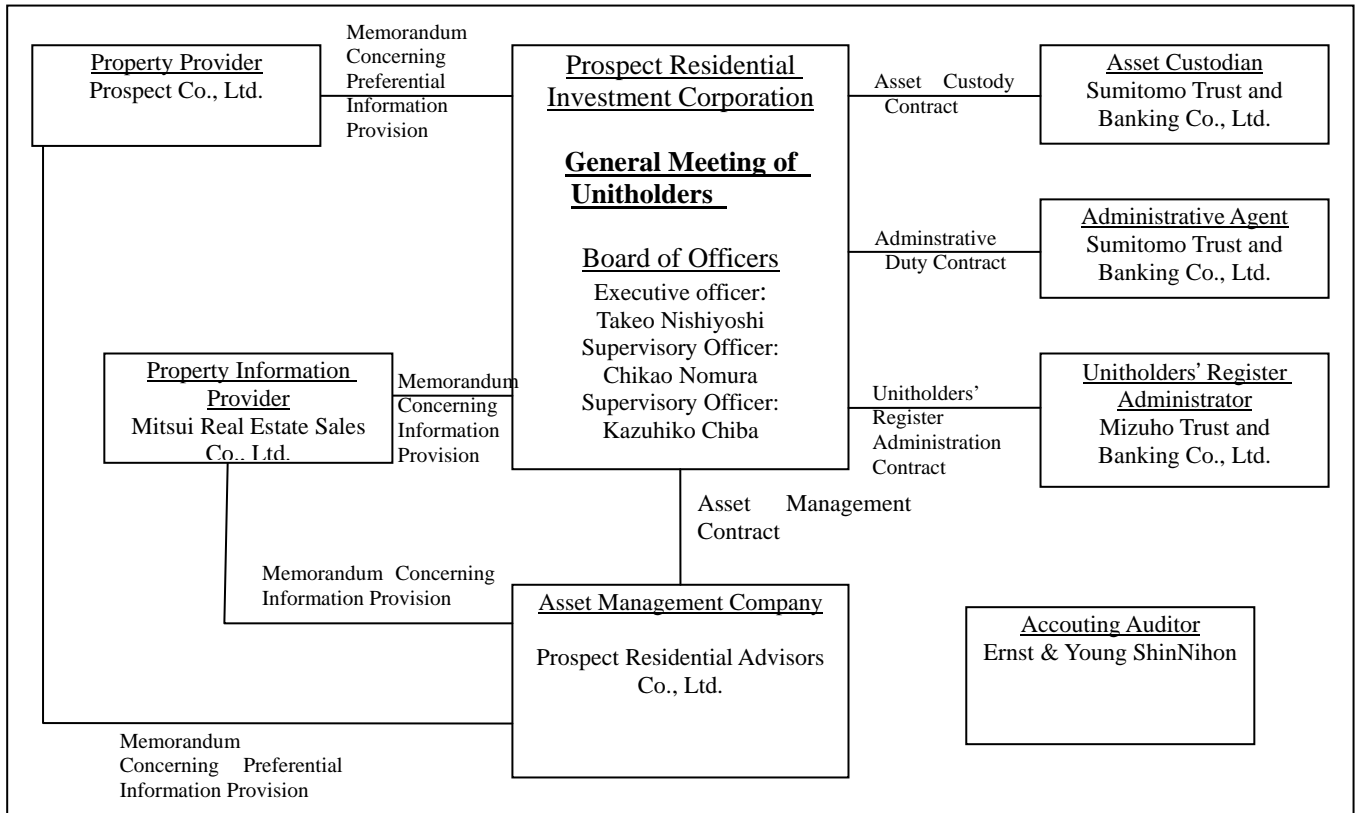 Property Provider
Prospect Co., Ltd.
Memorandum
Concerning
Preferential
Information
Provision
Prospect Residential
Investment Corporation
General Meeting of
Unitholders
Board of Officers
Executive officer:
Takeo Nishiyoshi
Supervisory Officer:
Chikao Nomura
Supervisory Officer:
Kazuhiko Chiba
Asset Custody
Contract
Asset Custodian
Sumitomo Trust and
Banking Co., Ltd.
Adminstrative
Duty Contract
Administrative Agent
Sumitomo Trust and
Banking Co., Ltd.
Property Information
Provider
Mitsui Real Estate Sales
Co., Ltd.
Memorandum
Concerning
Information
Provision
Unitholders'
Register
Administration
Contract
Unitholders' Register
Administrator
Mizuho Trust and
Banking Co., Ltd.
Asset Management
Contract
Memorandum Concerning
Information Provision
Asset Management Company
Prospect Residential Advisors
Co., Ltd.
Accouting Auditor
Ernst & Young ShinNihon
Memorandum
Concerning Preferential
Information Provision